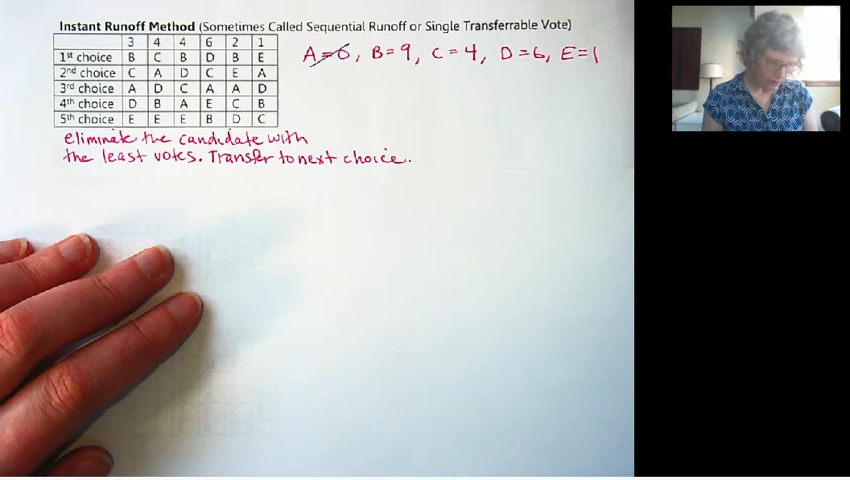 Instant Runoff Method (Sometimes Called Sequential Runoff or Single Transferrable Vote)
3 4 4 6 2 1
1st choice B C B D B E
2nd choice C A D C E A
3rd choice A D C A A D
4th choice D B A E C B
5th choice E E E B D C
A=0, B=9, C=4, D=6, E=1
eliminate the candidate with
the least votes. Transfer to next choice.